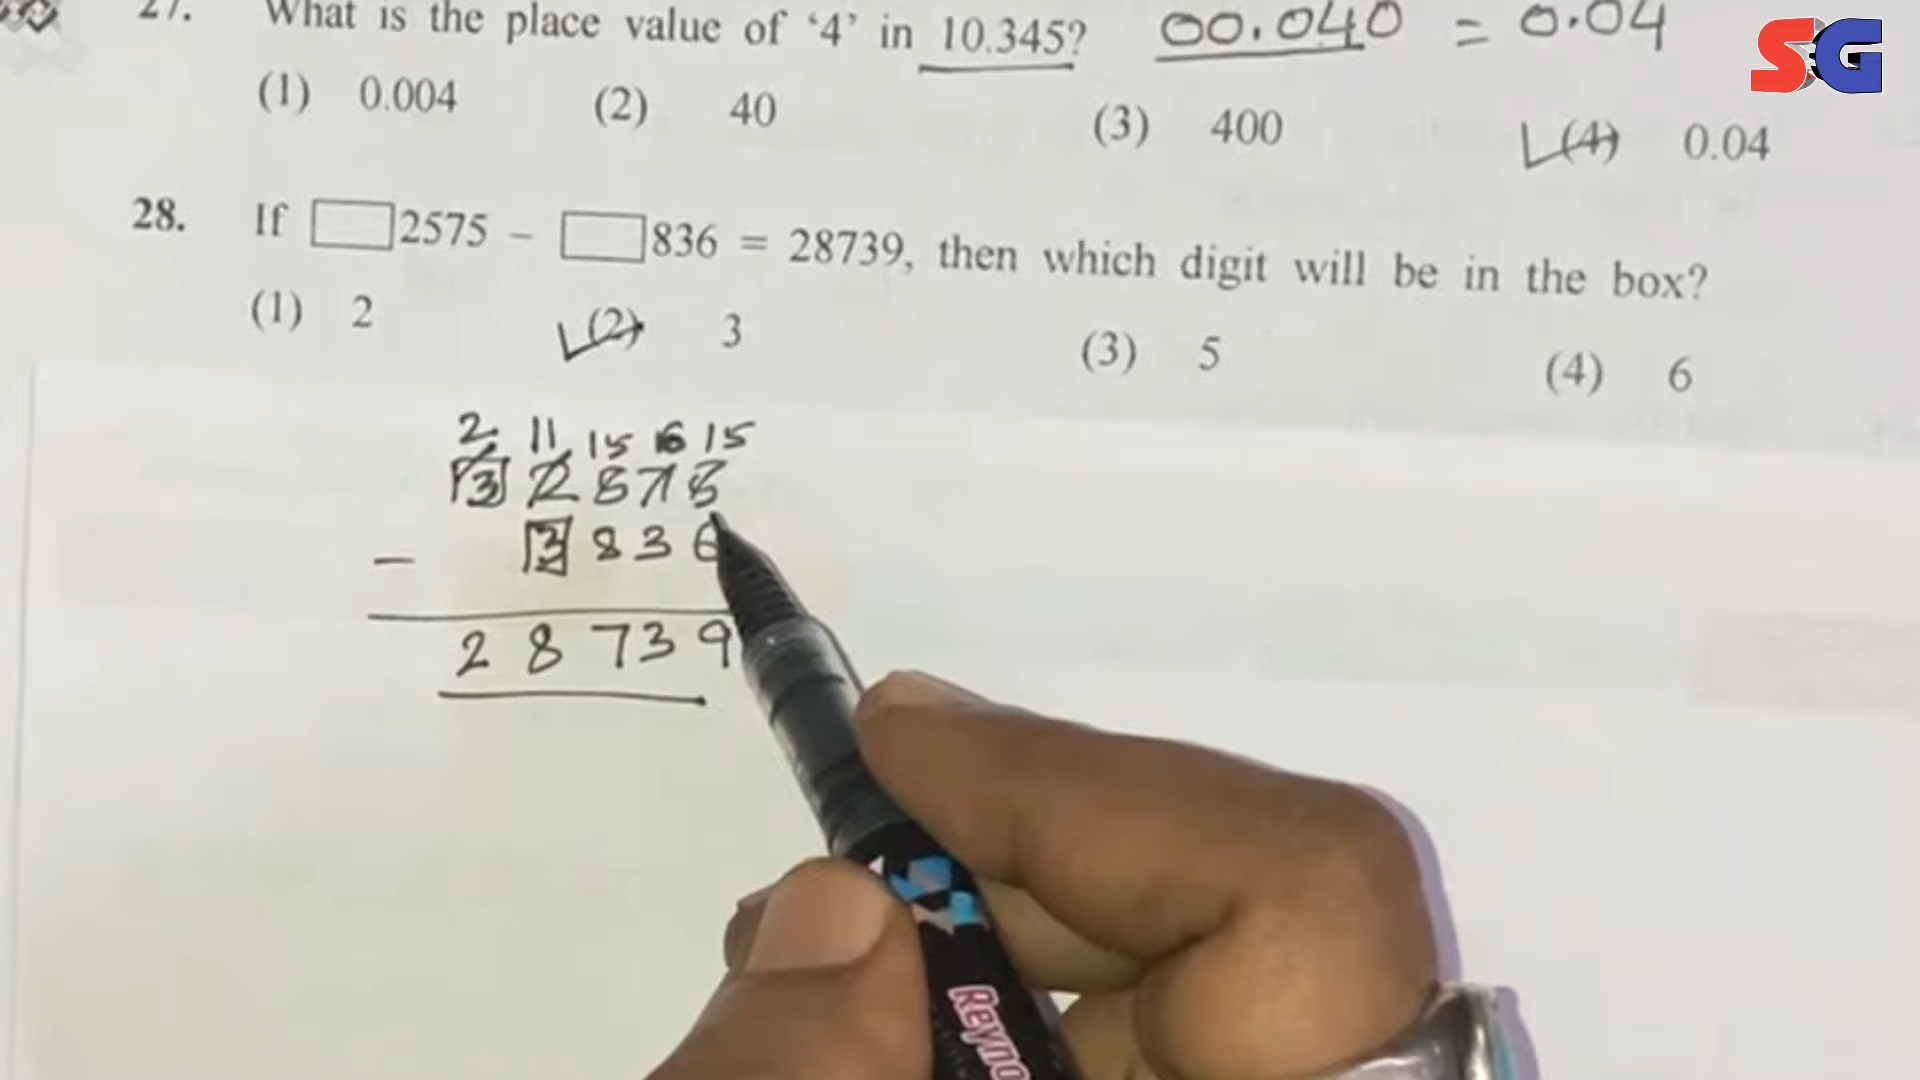 27. What is the place value of ‘4’ in 10.345? 00.040 = 0.04
SG
(1) 0.004 (2) 40 (3) 400 (4) 0.04
28. If 2575 – 836 = 28739, then which digit will be in the box?
(1) 2 (2) 3 (3) 5 (4) 6
2 11 15 16 15
3 2 5 7 5
3 8 3 6
–
2 8 7 3 9
Reyno